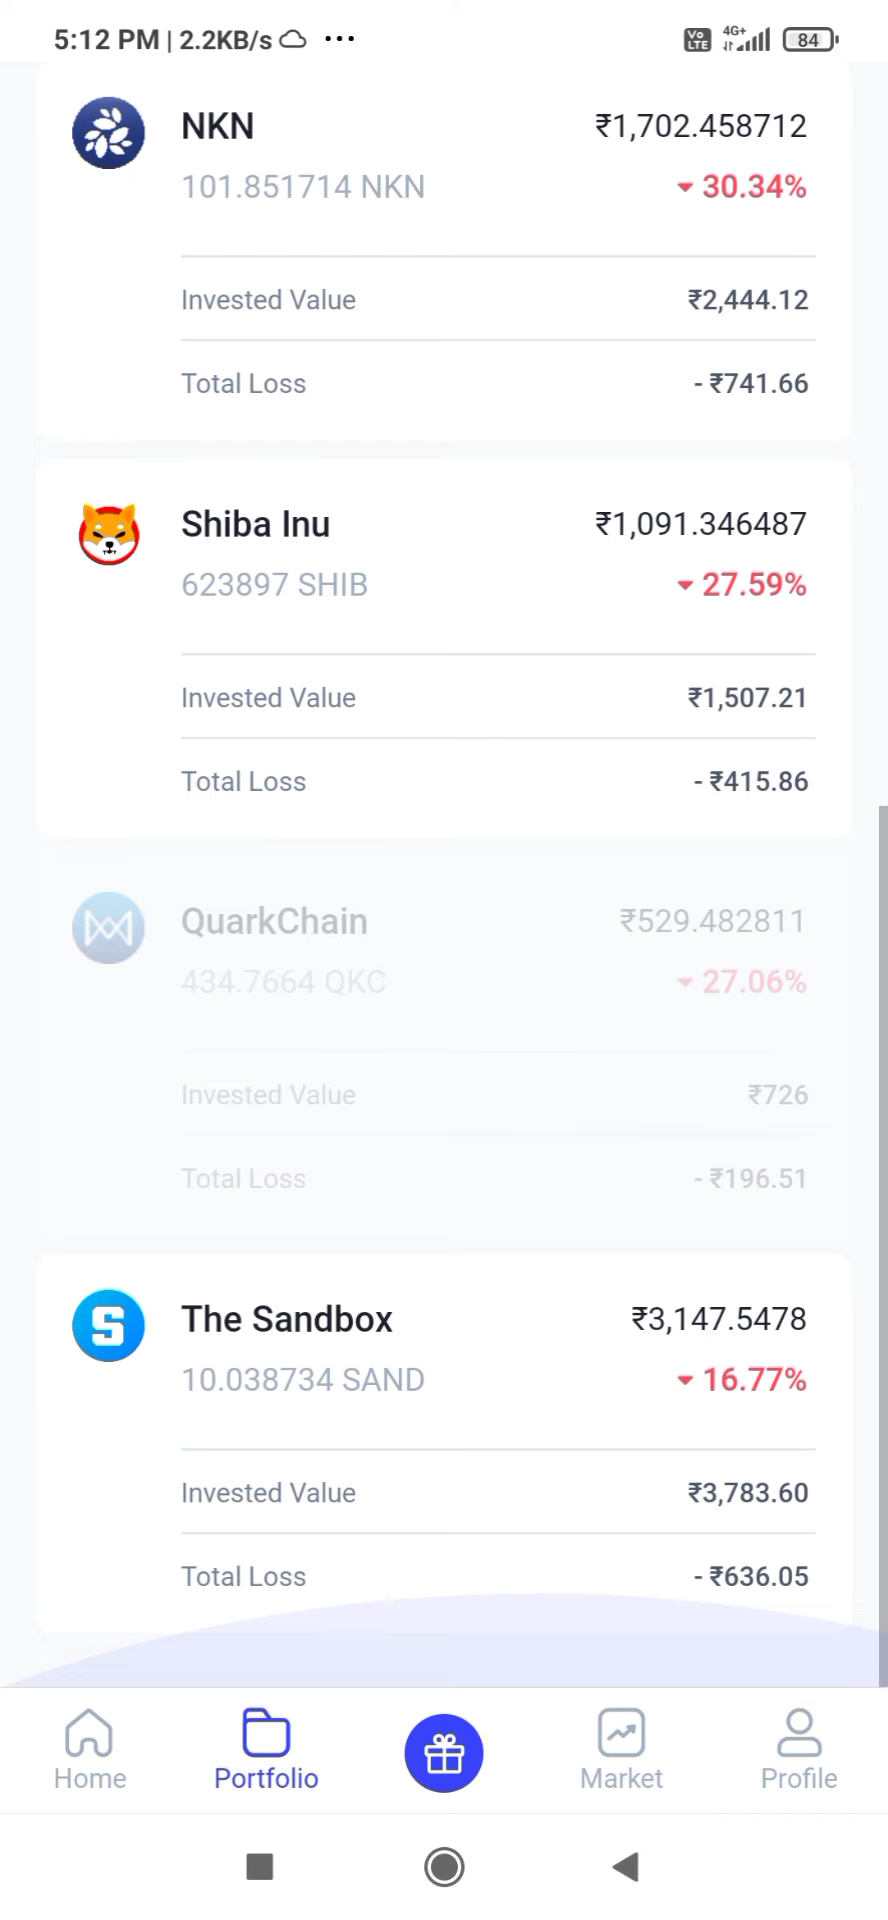 5:12 PM | 2.2KB/s ...
Vo LTE 4G+ 84
NKN ₹1,702.458712
101.851714 NKN 30.34%
Invested Value ₹2,444.12
Total Loss - ₹741.66
Shiba Inu ₹1,091.346487
623897 SHIB 27.59%
Invested Value ₹1,507.21
Total Loss - ₹415.86
QuarkChain ₹529.482811
434.7664 QKC 27.06%
Invested Value ₹726
Total Loss - ₹196.51
The Sandbox ₹3,147.5478
10.038734 SAND 16.77%
Invested Value ₹3,783.60
Total Loss - ₹636.05
Home Portfolio Market Profile